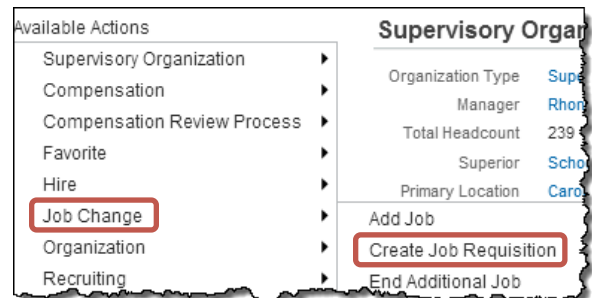 Available Actions
Supervisory Organization
Compensation
Compensation Review Process
Favorite
Hire
Job Change
Organization
Recruiting
Supervisory Organ
Organization Type Supe
Manager Rhon
Total Headcount 239
Superior Scho
Primary Location Caro
Add Job
Create Job Requisition
End Additional Job